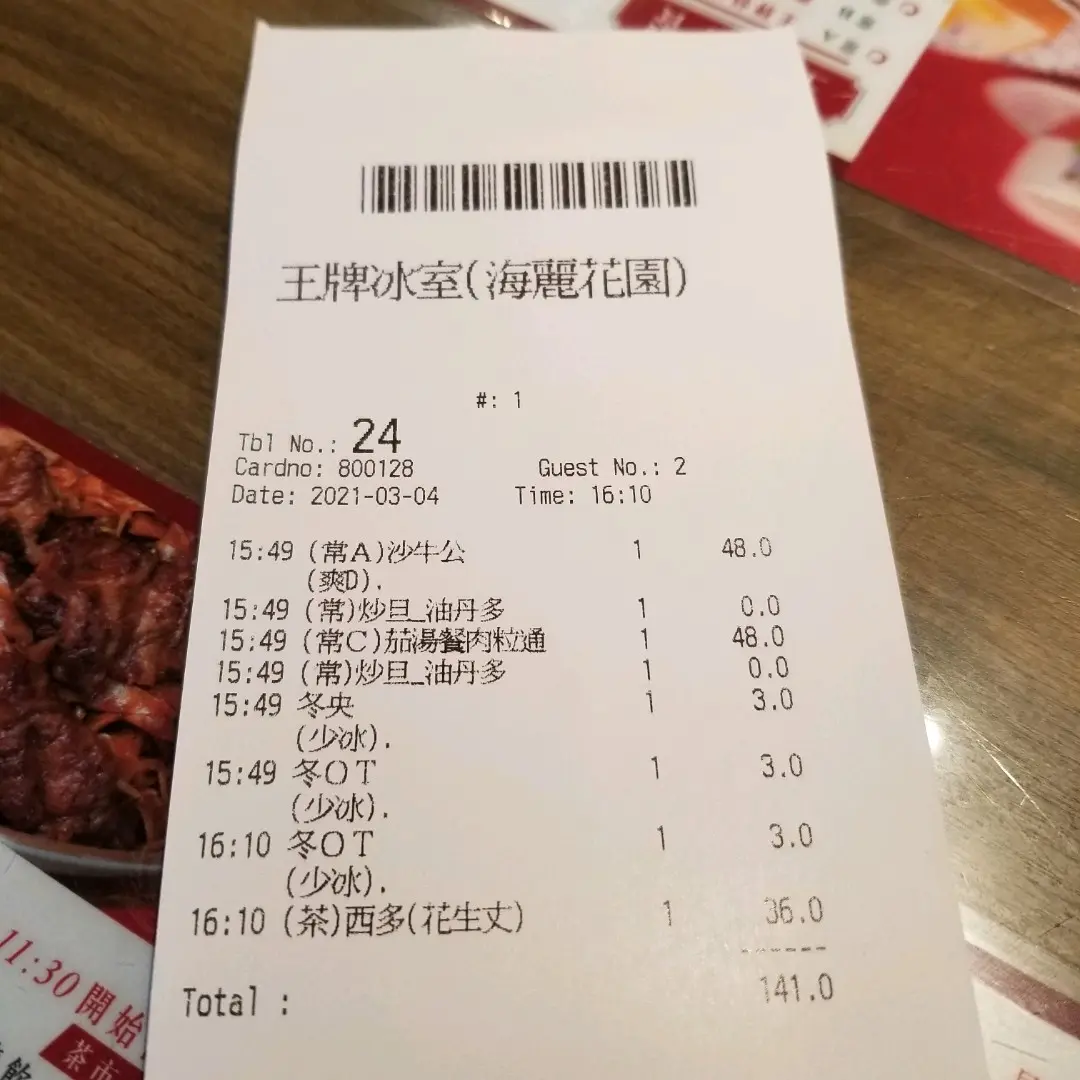 王牌冰室(海麗花園)
#: 1
Tbl No.: 24
Cardno: 800128 Guest No.: 2
Date: 2021-03-04 Time: 16:10
15:49 (常A)沙牛公 1 48.0
(爽D).
15:49 (常)炒旦_油丹多 1 0.0
15:49 (常C)茄湯餐肉粒通 1 48.0
15:49 (常)炒旦_油丹多 1 0.0
15:49 冬央 1 3.0
(少冰).
15:49 冬OT 1 3.0
(少冰).
16:10 冬OT 1 3.0
(少冰).
16:10 (茶)西多(花生丈) 1 36.0
Total : 141.0
11:30 開始
茶市
飲